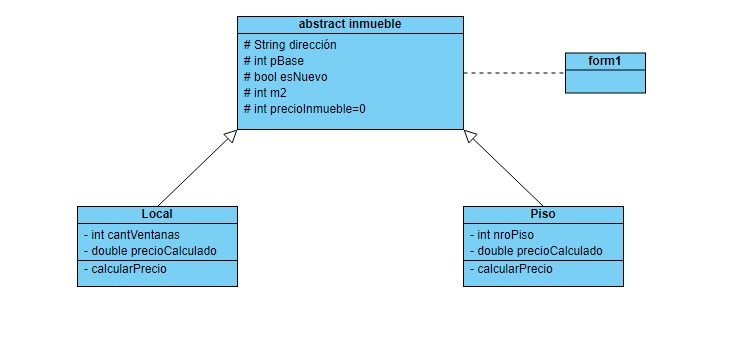 abstract inmueble
# String dirección
# int pBase
# bool esNuevo
# int m2
# int precioInmueble=0
form1
Local
- int cantVentanas
- double precioCalculado
- calcularPrecio
Piso
- int nroPiso
- double precioCalculado
- calcularPrecio